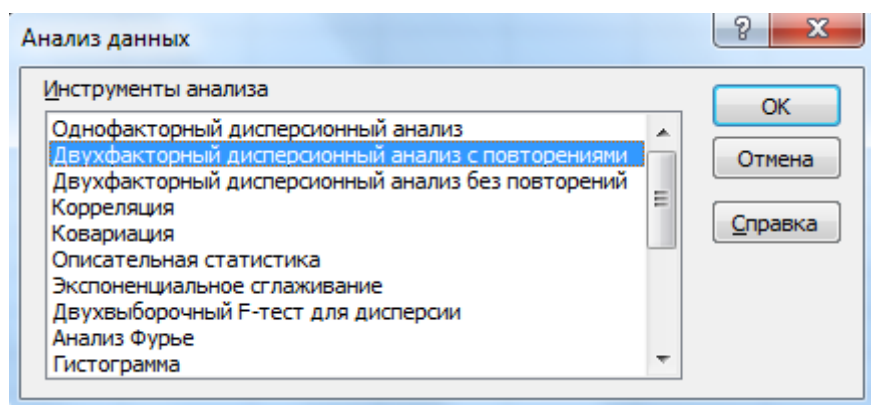 Анализ данных
Инструменты анализа
Однофакторный дисперсионный анализ
Двухфакторный дисперсионный анализ с повторениями
Двухфакторный дисперсионный анализ без повторений
Корреляция
Ковариация
Описательная статистика
Экспоненциальное сглаживание
Двухвыборочный F-тест для дисперсии
Анализ Фурье
Гистограмма
ОК
Отмена
Справка